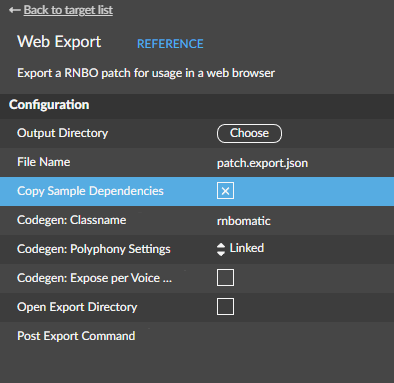 ← Back to target list
Web Export REFERENCE
Export a RNBO patch for usage in a web browser
Configuration
Output Directory Choose
File Name patch.export.json
Copy Sample Dependencies
Codegen: Classname rnbomatic
Codegen: Polyphony Settings Linked
Codegen: Expose per Voice ...
Open Export Directory
Post Export Command